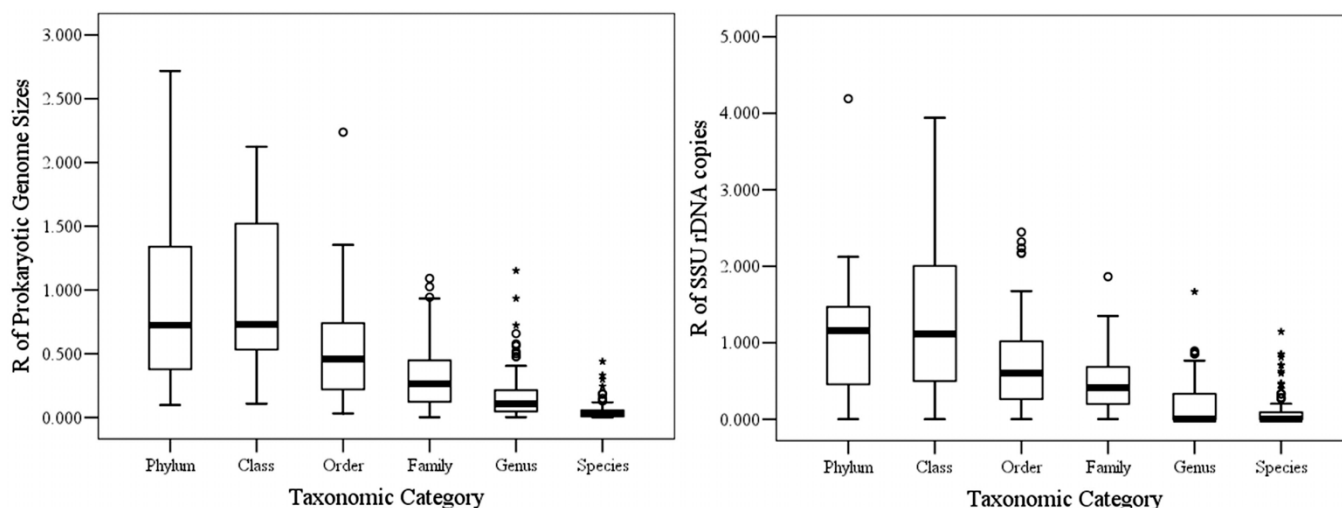 R of Prokaryotic Genome Sizes
3.000
2.500
2.000
1.500
1.000
0.500
0.000
Phylum Class Order Family Genus Species
Taxonomic Category
R of SSU rDNA copies
5.000
4.000
3.000
2.000
1.000
0.000
Phylum Class Order Family Genus Species
Taxonomic Category